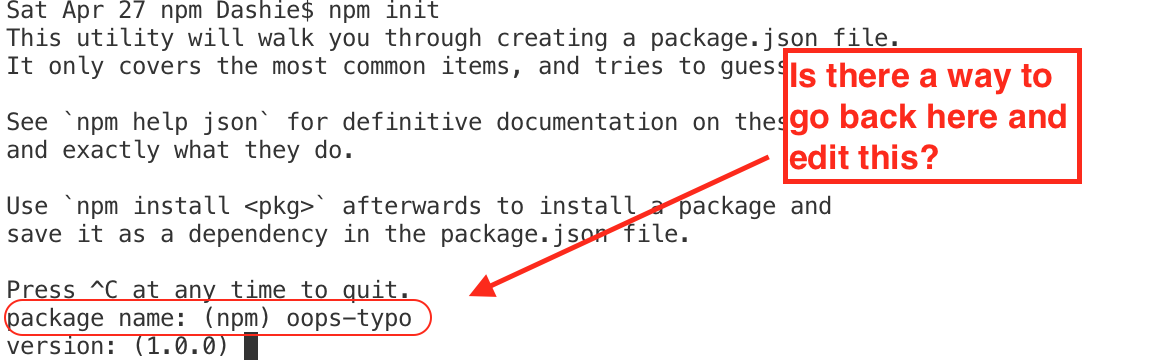 Sat Apr 27 npm Dashie$ npm init
This utility will walk you through creating a package.json file.
It only covers the most common items, and tries to guess
Is there a way to
go back here and
edit this?
See `npm help json` for definitive documentation on thes
and exactly what they do.
Use `npm install <pkg>` afterwards to install a package and
save it as a dependency in the package.json file.
Press ^C at any time to quit.
package name: (npm) oops-typo
version: (1.0.0)